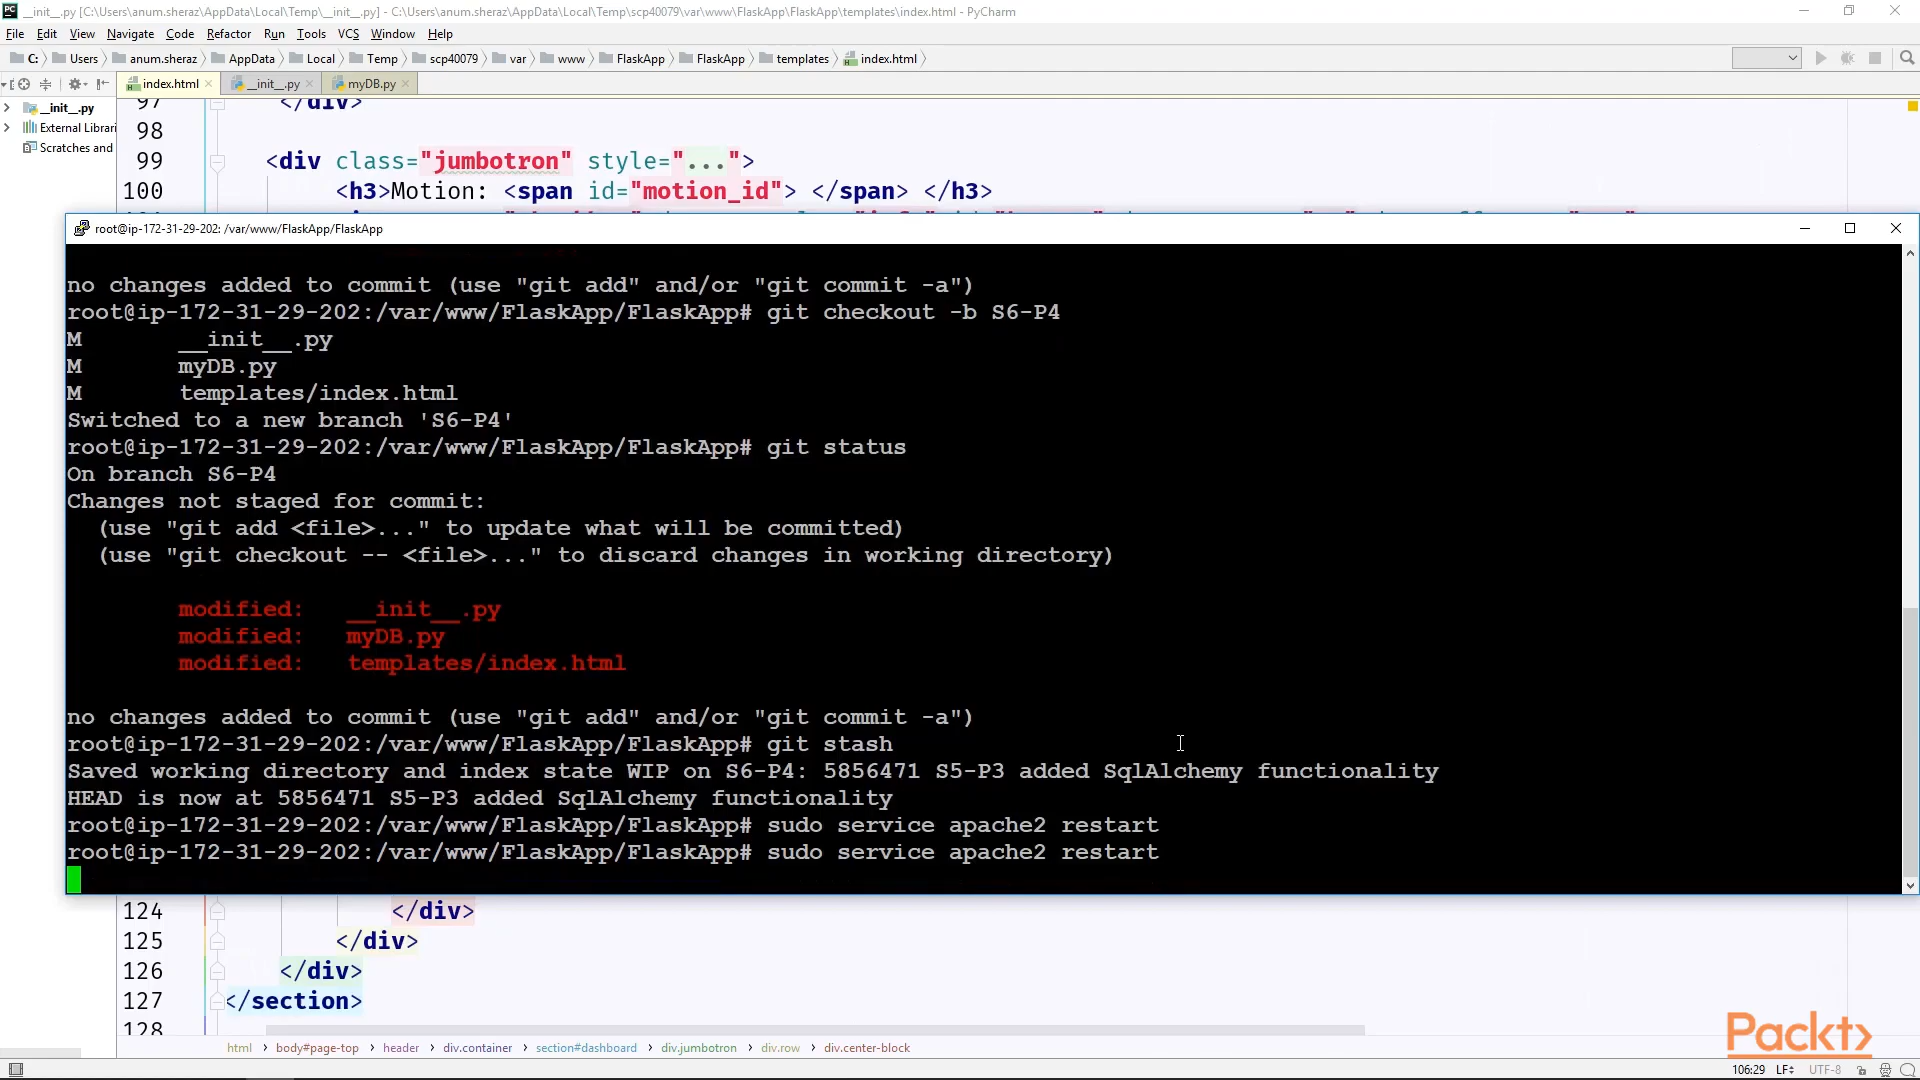 __init__.py [C:\Users\anum.sheraz\AppData\Local\Temp\__init__.py] - C:\Users\anum.sheraz\AppData\Local\Temp\scp40079\var\www\FlaskApp\FlaskApp\templates\index.html - PyCharm
File Edit View Navigate Code Refactor Run Tools VCS Window Help
C: Users anum.sheraz AppData Local Temp scp40079 var www FlaskApp FlaskApp templates index.html
index.html __init__.py myDB.py
__init__.py
External Librari
Scratches and
97 </div>
98
99 <div class="jumbotron" style="...">
100 <h3>Motion: <span id="motion_id"> </span> </h3>
root@ip-172-31-29-202: /var/www/FlaskApp/FlaskApp
no changes added to commit (use "git add" and/or "git commit -a")
root@ip-172-31-29-202:/var/www/FlaskApp/FlaskApp# git checkout -b S6-P4
M __init__.py
M myDB.py
M templates/index.html
Switched to a new branch 'S6-P4'
root@ip-172-31-29-202:/var/www/FlaskApp/FlaskApp# git status
On branch S6-P4
Changes not staged for commit:
(use "git add <file>..." to update what will be committed)
(use "git checkout -- <file>..." to discard changes in working directory)
modified: __init__.py
modified: myDB.py
modified: templates/index.html
no changes added to commit (use "git add" and/or "git commit -a")
root@ip-172-31-29-202:/var/www/FlaskApp/FlaskApp# git stash
Saved working directory and index state WIP on S6-P4: 5856471 S5-P3 added SqlAlchemy functionality
HEAD is now at 5856471 S5-P3 added SqlAlchemy functionality
root@ip-172-31-29-202:/var/www/FlaskApp/FlaskApp# sudo service apache2 restart
root@ip-172-31-29-202:/var/www/FlaskApp/FlaskApp# sudo service apache2 restart
124 </div>
125 </div>
126 </div>
127 </section>
128
html body#page-top header div.container section#dashboard div.jumbotron div.row div.center-block
Packt>
106:29 LF UTF-8